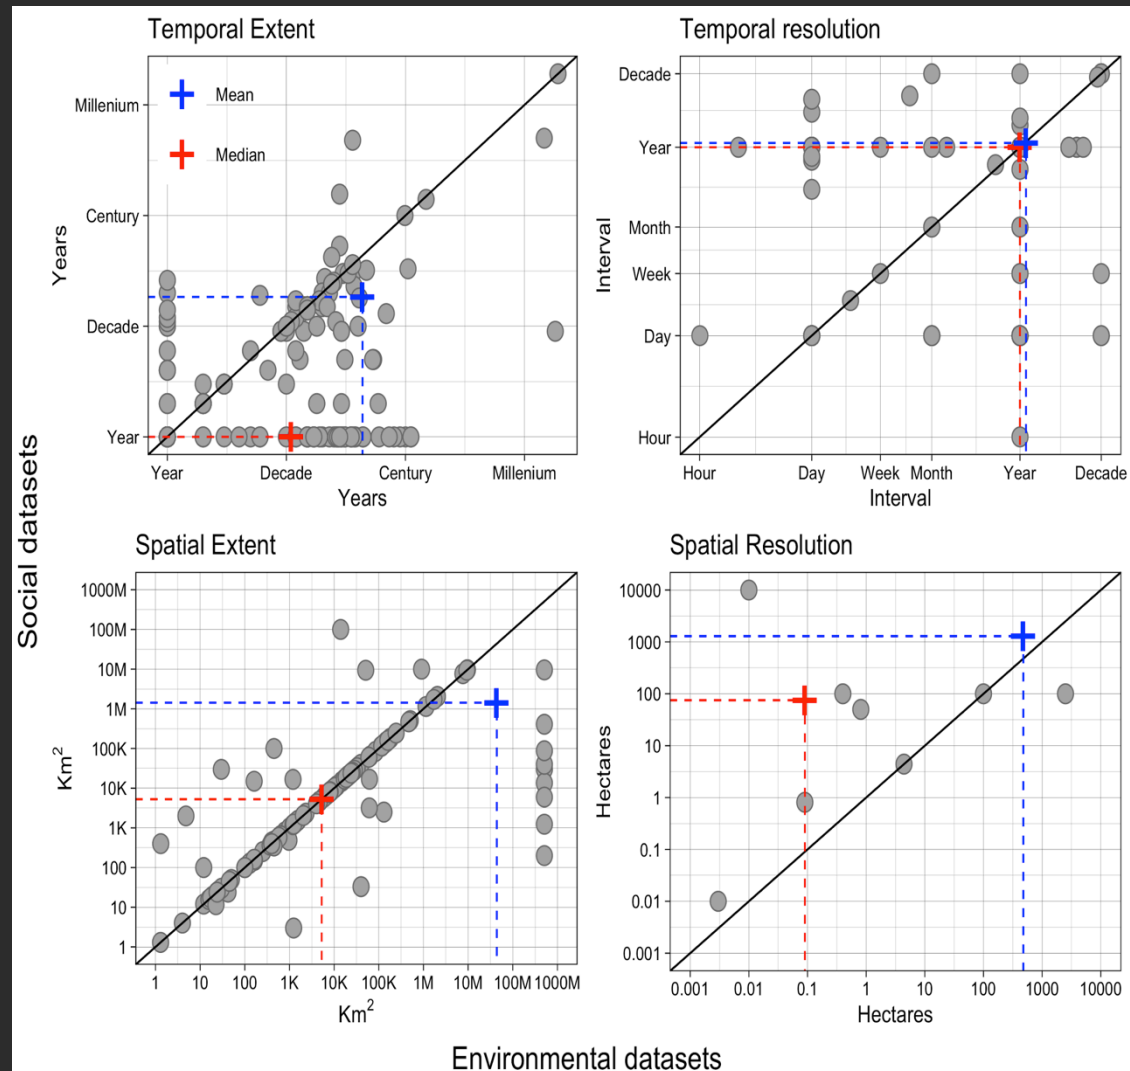 Temporal Extent
Millenium
Century
Decade
Year
Years
Mean
Median
Year
Decade
Century
Millenium
Years
Temporal resolution
Decade
Year
Month
Week
Day
Hour
Interval
Hour
Day
Week
Month
Year
Decade
Interval
Social datasets
Spatial Extent
1000M
100M
10M
1M
100K
10K
1K
100
10
1
Km²
1
10
100
1K
10K
100K
1M
10M
100M
1000M
Km²
Spatial Resolution
10000
1000
100
10
1
0.1
0.01
0.001
Hectares
0.001
0.01
0.1
1
10
100
1000
10000
Hectares
Environmental datasets